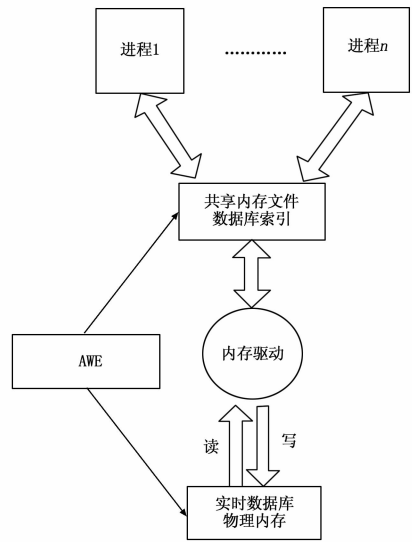 进程1
…………
进程n
共享内存文件
数据库索引
AWE
内存驱动
读
写
实时数据库
物理内存